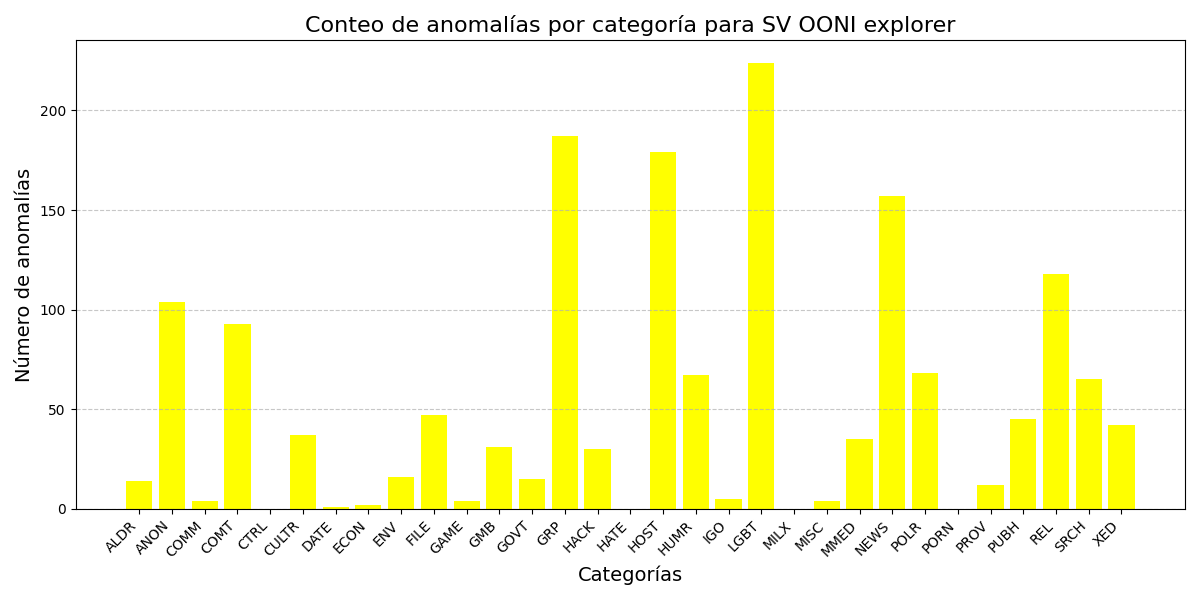 Conteo de anomalías por categoría para SV OONI explorer
Número de anomalías
200
150
100
50
0
ALDR
ANON
COMM
COMT
CTRL
CULTR
DATE
ECON
ENV
FILE
GAME
GMB
GOVT
GRP
HACK
HATE
HOST
HUMR
IGO
LGBT
MILX
MISC
MMED
NEWS
POLR
PORN
PROV
PUBH
REL
SRCH
XED
Categorías